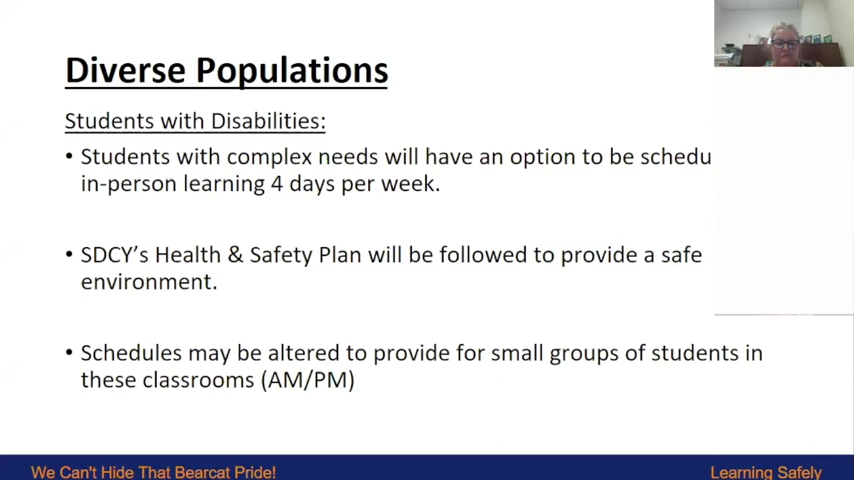 Diverse Populations
Students with Disabilities:
• Students with complex needs will have an option to be
in-person learning 4 days per week.
• SDCY's Health & Safety Plan will be followed to provide a safe
environment.
• Schedules may be altered to provide for small groups of students in
these classrooms (AM/PM)
We Can't Hide That Bearcat Pride!
Learning Safely